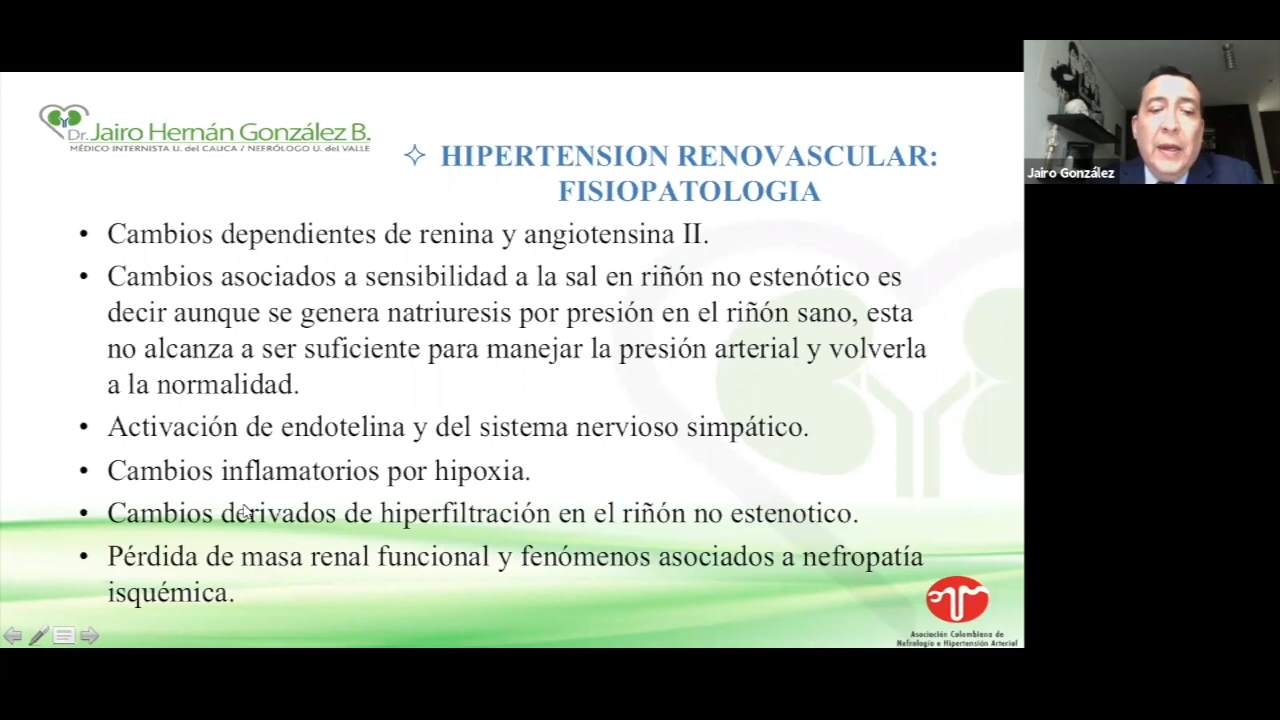 Dr. Jairo Hernán González B.
MÉDICO INTERNISTA U. del CAUCA / NEFRÓLOGO U. del VALLE
HIPERTENSION RENOVASCULAR:
FISIOPATOLOGIA
• Cambios dependientes de renina y angiotensina II.
• Cambios asociados a sensibilidad a la sal en riñón no estenótico es
decir aunque se genera natriuresis por presión en el riñón sano, esta
no alcanza a ser suficiente para manejar la presión arterial y volverla
a la normalidad.
• Activación de endotelina y del sistema nervioso simpático.
• Cambios inflamatorios por hipoxia.
• Cambios derivados de hiperfiltración en el riñón no estenotico.
• Pérdida de masa renal funcional y fenómenos asociados a nefropatía
isquémica.
Asociación Colombiana de
Nefrología e Hipertensión Arterial
Jairo González